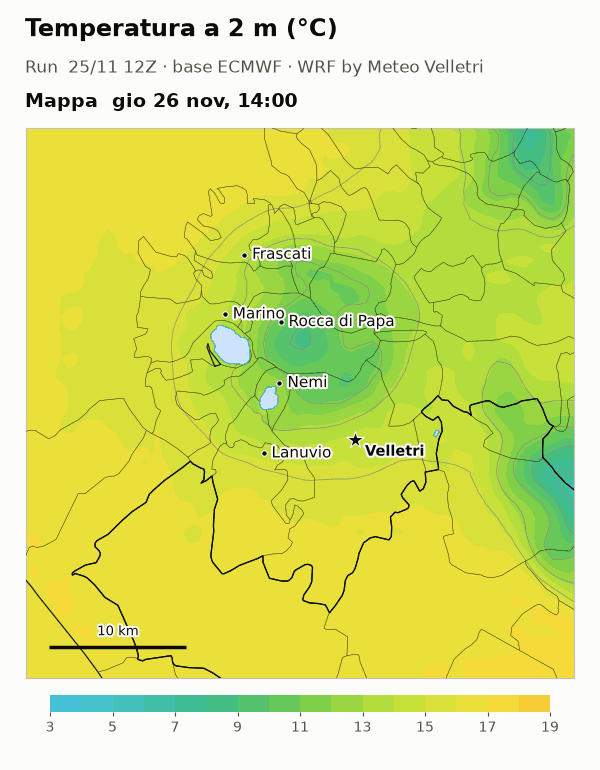 Temperatura a 2 m (°C)
Run  25/11 12Z · base ECMWF · WRF by Meteo Velletri
Mappa  gio 26 nov, 14:00
Frascati
Marino
Rocca di Papa
Nemi
Velletri
Lanuvio
10 km
3 5 7 9 11 13 15 17 19